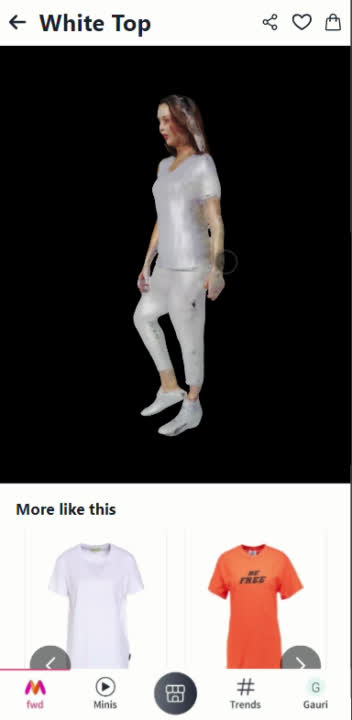 White Top
More like this
BE
FREE
fwd
Minis
Trends
G
Gauri